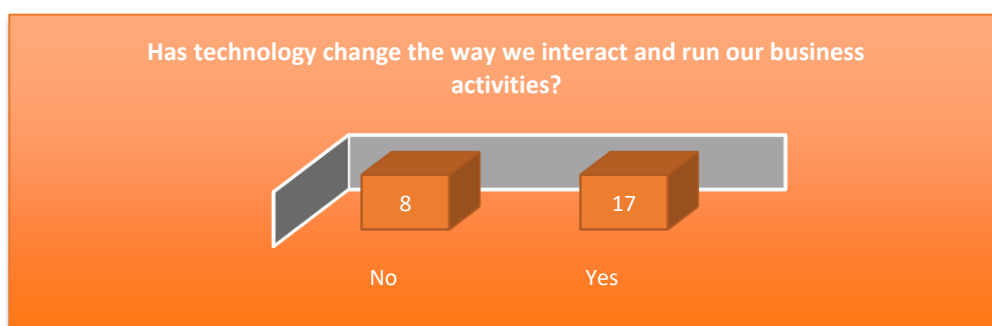 Has technology change the way we interact and run our business
activities?
8
17
No
Yes